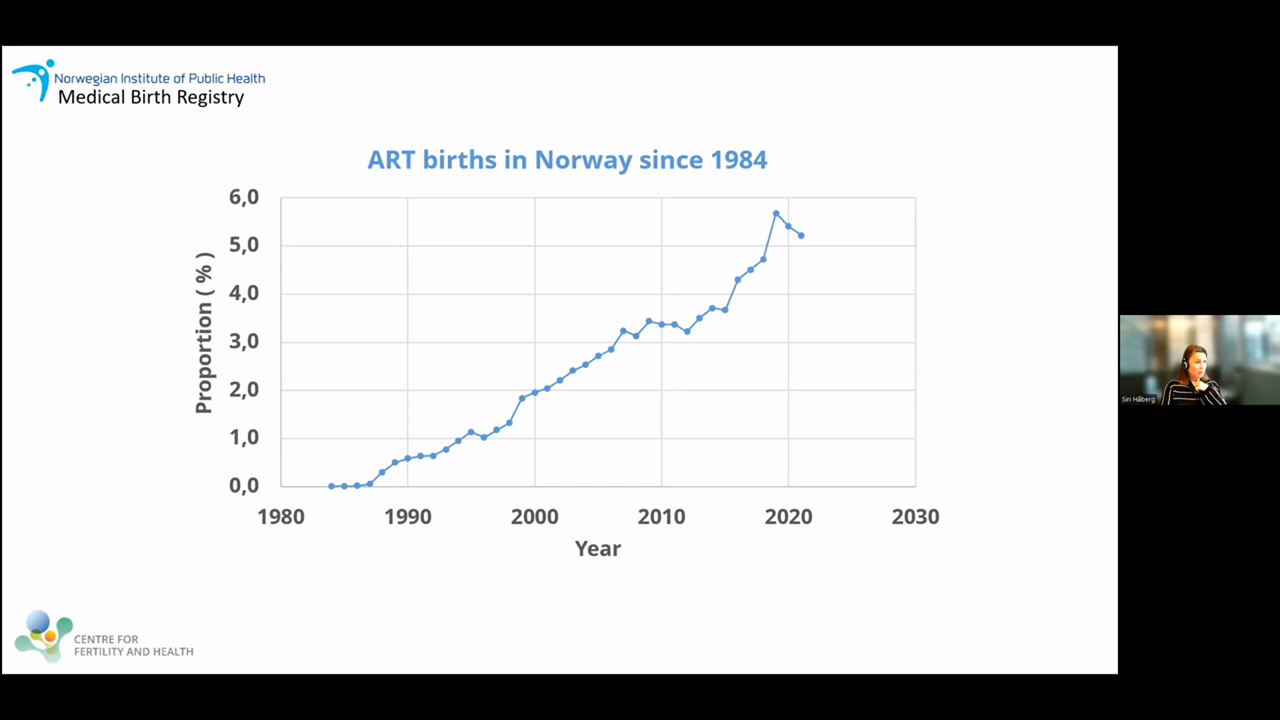 Norwegian Institute of Public Health
Medical Birth Registry
ART births in Norway since 1984
6,0
5,0
4,0
3,0
2,0
1,0
0,0
Proportion ( % )
1980 1990 2000 2010 2020 2030
Year
CENTRE FOR
FERTILITY AND HEALTH
Siri Håberg